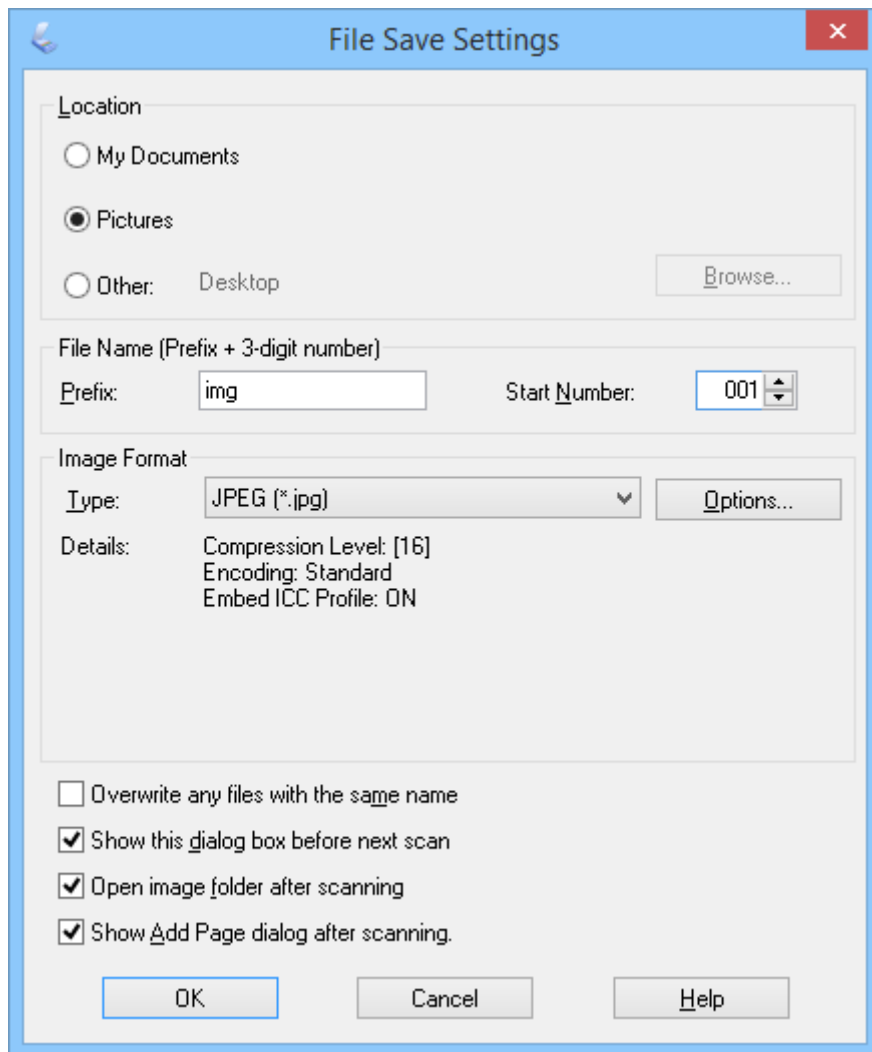 File Save Settings
Location
My Documents
Pictures
Other: Desktop Browse...
File Name (Prefix + 3-digit number)
Prefix: img Start Number: 001
Image Format
Type: JPEG (*.jpg) Options...
Details: Compression Level: [16]
Encoding: Standard
Embed ICC Profile: ON
Overwrite any files with the same name
Show this dialog box before next scan
Open image folder after scanning
Show Add Page dialog after scanning.
OK Cancel Help